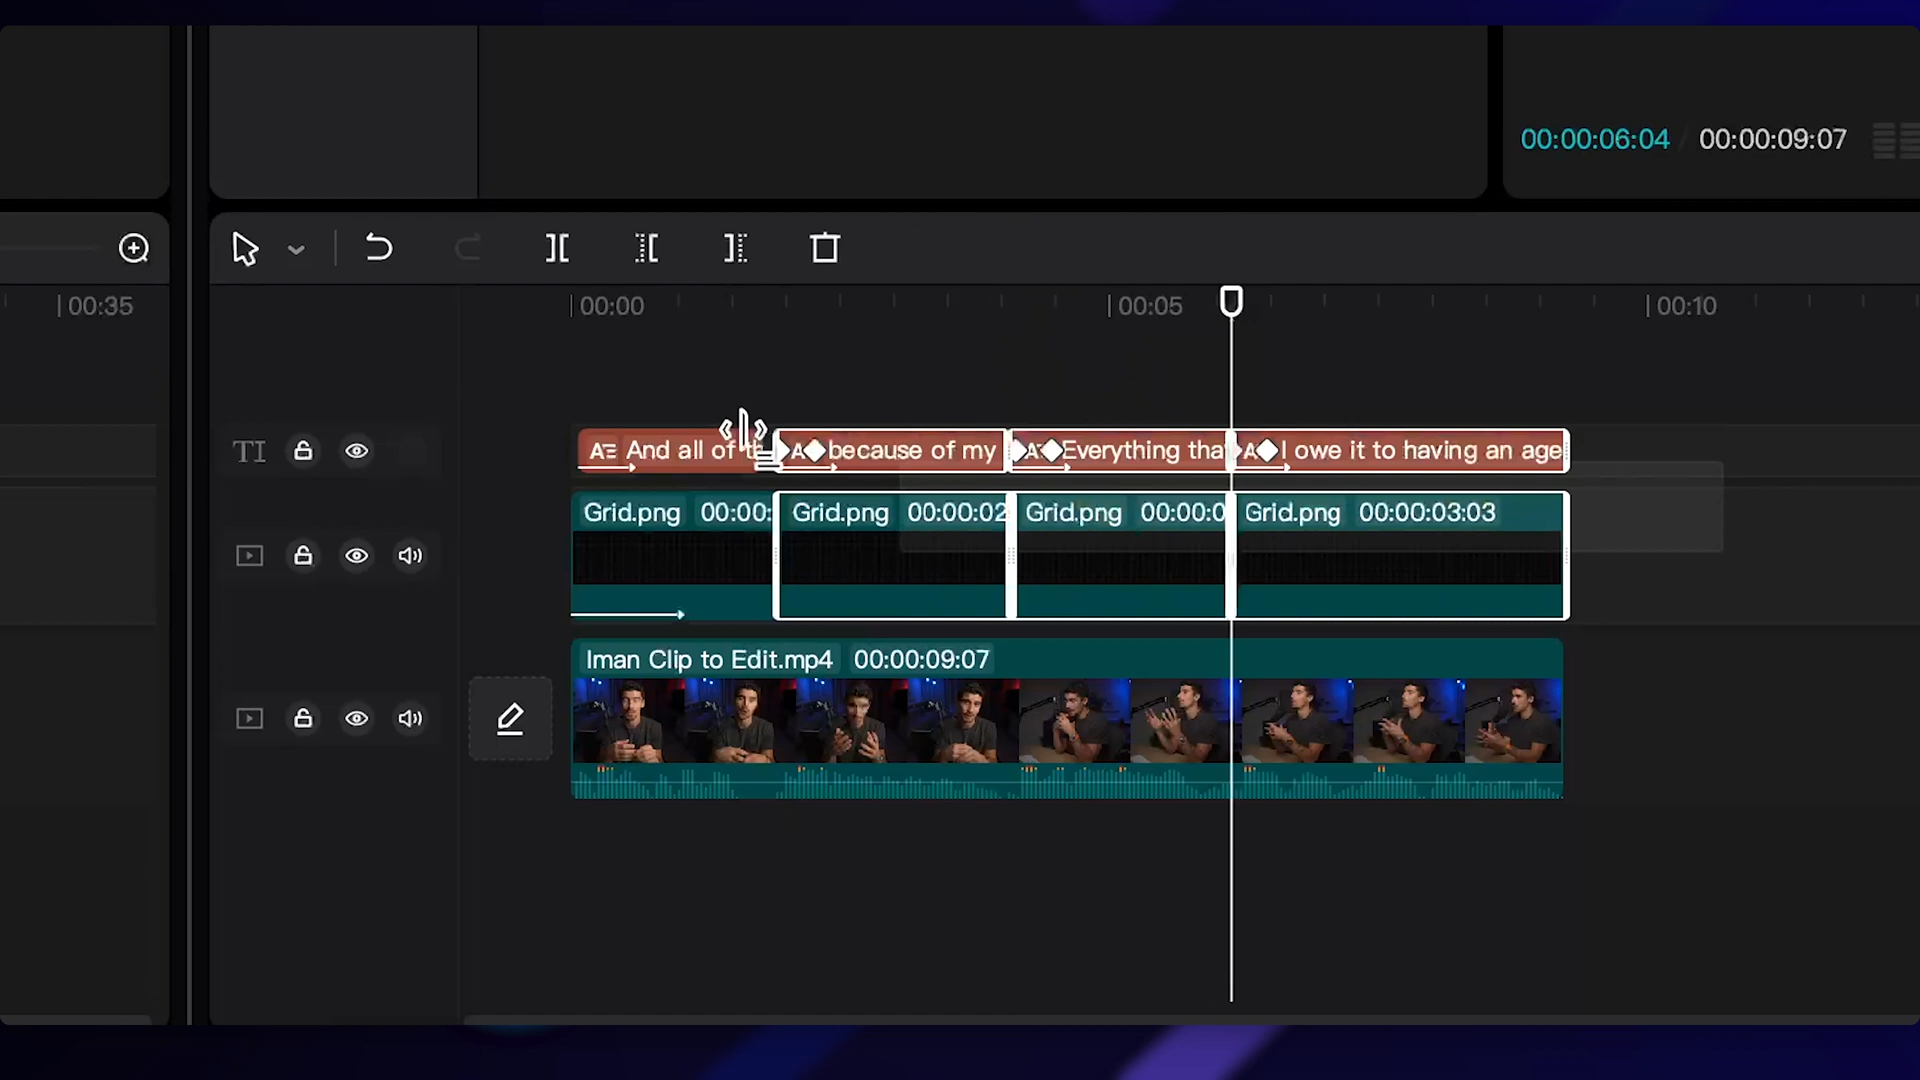 00:00:06:04 / 00:00:09:07
00:35
00:00 00:05 00:10
TI
And all of because of my Everything tha I owe it to having an age
Grid.png 00:00: Grid.png 00:00:02 Grid.png 00:00:0 Grid.png 00:00:03:03
Iman Clip to Edit.mp4 00:00:09:07